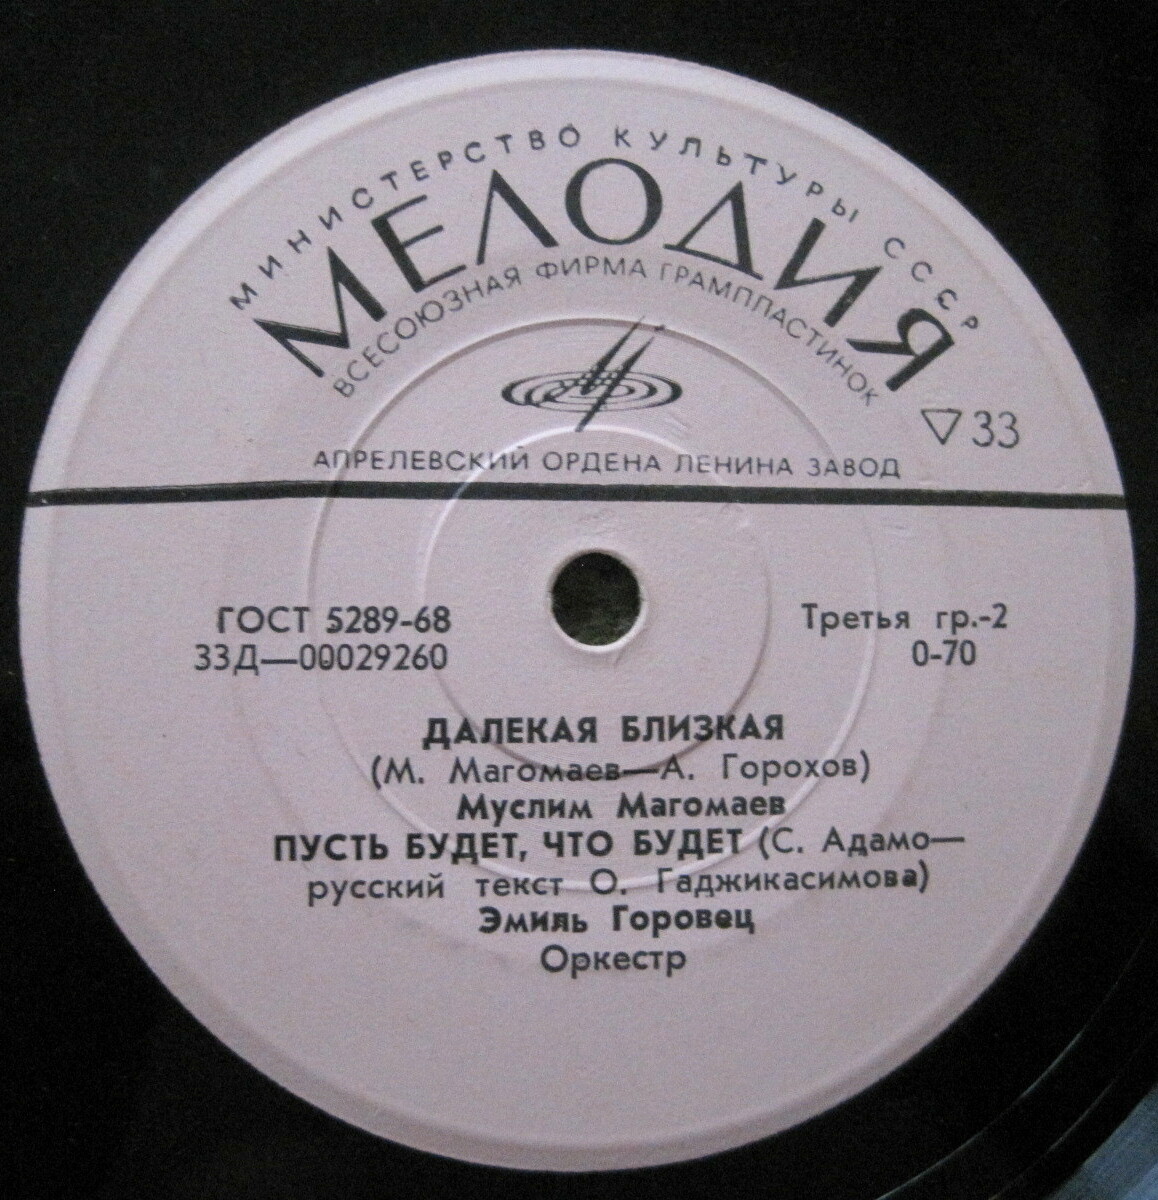 МИНИСТЕРСТВО КУЛЬТУРЫ СССР
МЕЛОДИЯ
ВСЕСОЮЗНАЯ ФИРМА ГРАМПЛАСТИНОК
33
АПРЕЛЕВСКИЙ ОРДЕНА ЛЕНИНА ЗАВОД
ГОСТ 5289-68
33Д—00029260
Третья гр.-2
0-70
ДАЛЕКАЯ БЛИЗКАЯ
(М. Магомаев—А. Горохов)
Муслим Магомаев
ПУСТЬ БУДЕТ, ЧТО БУДЕТ (С. Адамо—
русский текст О. Гаджикасимова)
Эмиль Горовец
Оркестр